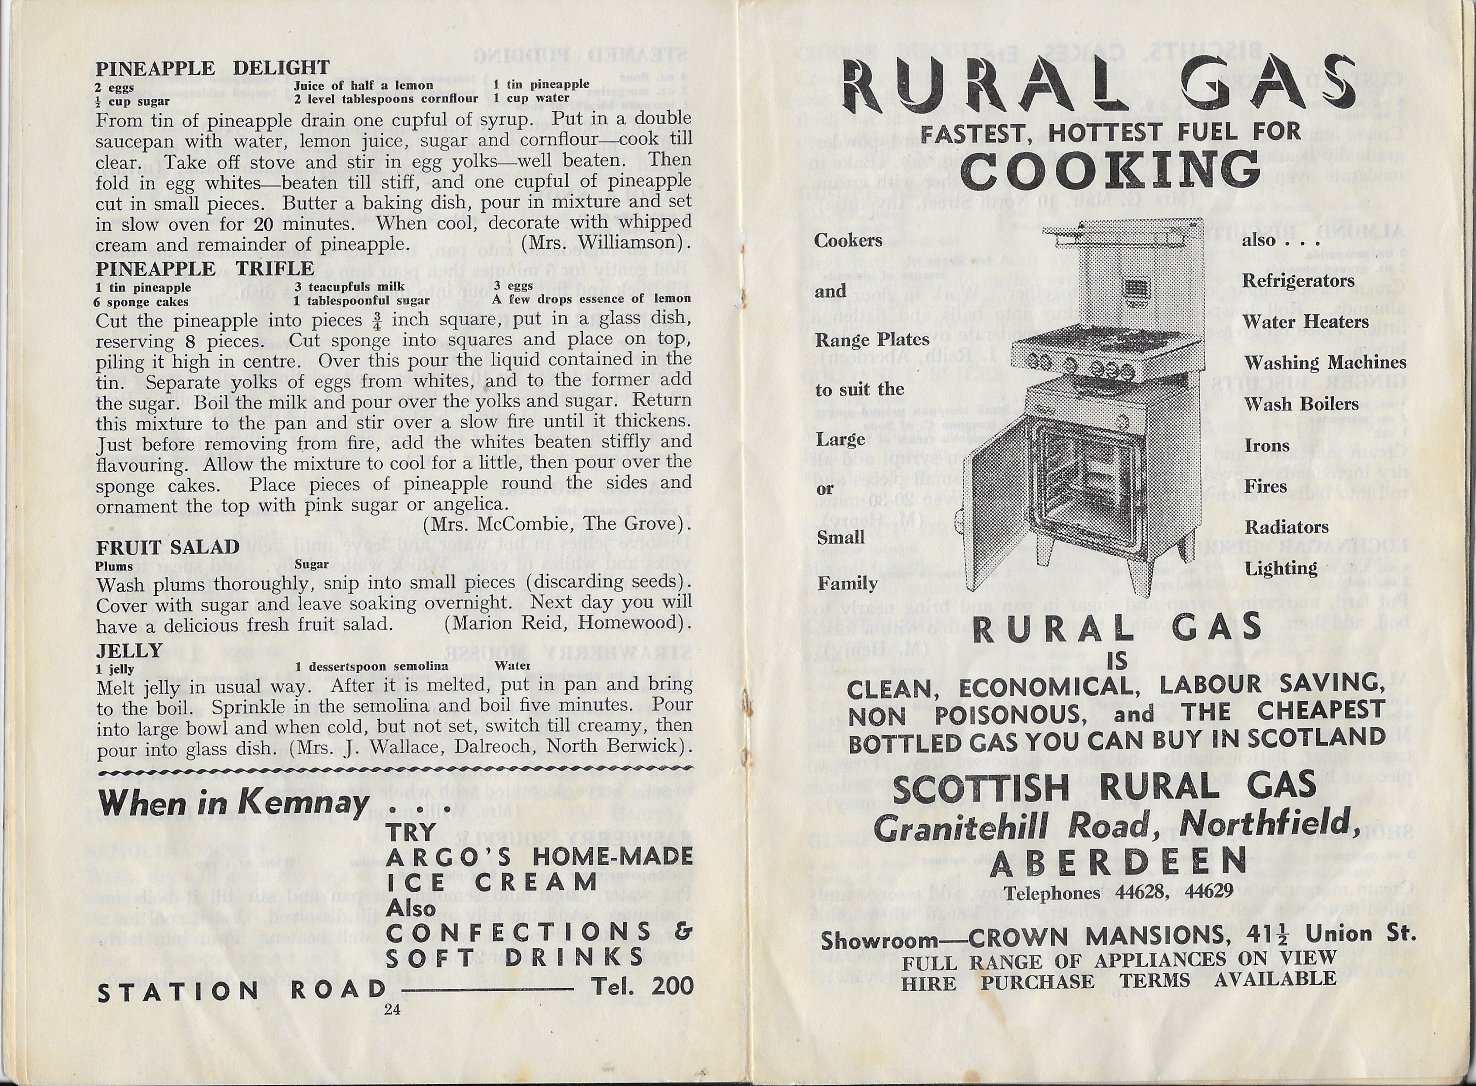 PINEAPPLE DELIGHT
2 eggs Juice of half a lemon 1 tin pineapple
½ cup sugar 2 level tablespoons cornflour 1 cup water
From tin of pineapple drain one cupful of syrup. Put in a double
saucepan with water, lemon juice, sugar and cornflour—cook till
clear. Take off stove and stir in egg yolks—well beaten. Then
fold in egg whites—beaten till stiff, and one cupful of pineapple
cut in small pieces. Butter a baking dish, pour in mixture and set
in slow oven for 20 minutes. When cool, decorate with whipped
cream and remainder of pineapple. (Mrs. Williamson).
PINEAPPLE TRIFLE
1 tin pineapple 3 teacupfuls milk 3 eggs
6 sponge cakes 1 tablespoonful sugar A few drops essence of lemon
Cut the pineapple into pieces ¾ inch square, put in a glass dish,
reserving 8 pieces. Cut sponge into squares and place on top,
piling it high in centre. Over this pour the liquid contained in the
tin. Separate yolks of eggs from whites, and to the former add
the sugar. Boil the milk and pour over the yolks and sugar. Return
this mixture to the pan and stir over a slow fire until it thickens.
Just before removing from fire, add the whites beaten stiffly and
flavouring. Allow the mixture to cool for a little, then pour over the
sponge cakes. Place pieces of pineapple round the sides and
ornament the top with pink sugar or angelica.
(Mrs. McCombie, The Grove).
FRUIT SALAD
Plums Sugar
Wash plums thoroughly, snip into small pieces (discarding seeds).
Cover with sugar and leave soaking overnight. Next day you will
have a delicious fresh fruit salad. (Marion Reid, Homewood).
JELLY
1 jelly 1 dessertspoon semolina Water
Melt jelly in usual way. After it is melted, put in pan and bring
to the boil. Sprinkle in the semolina and boil five minutes. Pour
into large bowl and when cold, but not set, switch till creamy, then
pour into glass dish. (Mrs. J. Wallace, Dalreoch, North Berwick).
When in Kemnay . . .
TRY
ARGO'S HOME-MADE
ICE CREAM
Also
CONFECTIONS &
SOFT DRINKS
STATION ROAD — Tel. 200
24
RURAL GAS
FASTEST, HOTTEST FUEL FOR
COOKING
Cookers
and
Range Plates
to suit the
Large
or
Small
Family
also . . .
Refrigerators
Water Heaters
Washing Machines
Wash Boilers
Irons
Fires
Radiators
Lighting
RURAL GAS
IS
CLEAN, ECONOMICAL, LABOUR SAVING,
NON POISONOUS, and THE CHEAPEST
BOTTLED GAS YOU CAN BUY IN SCOTLAND
SCOTTISH RURAL GAS
Granitehill Road, Northfield,
ABERDEEN
Telephones 44628, 44629
Showroom—CROWN MANSIONS, 41½ Union St.
FULL RANGE OF APPLIANCES ON VIEW
HIRE PURCHASE TERMS AVAILABLE